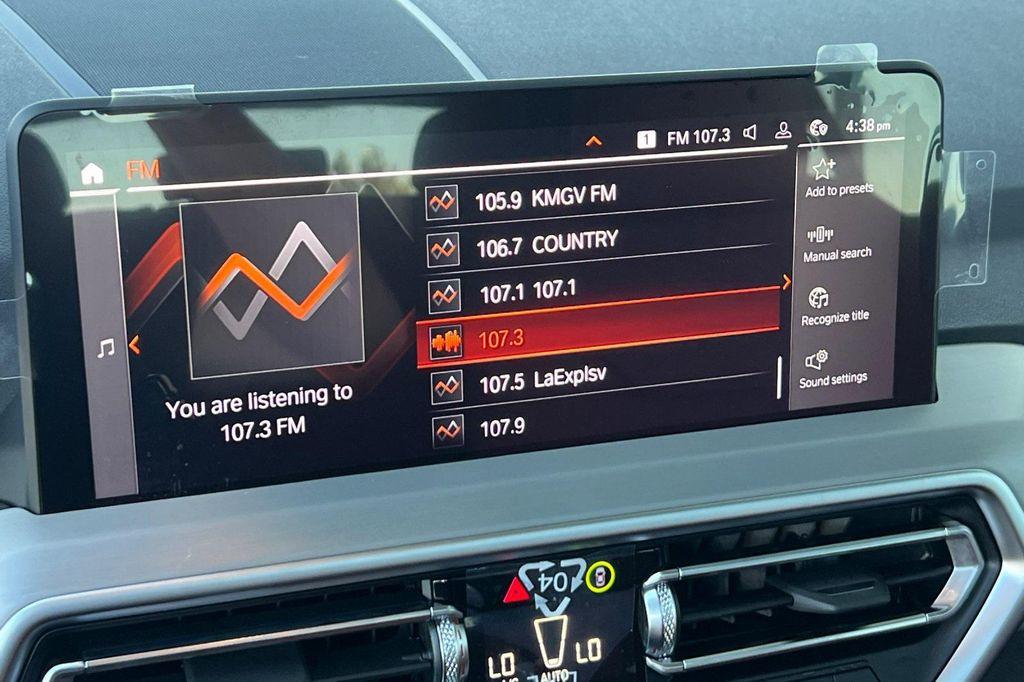 FM
1 FM 107.3 4:38 pm
105.9 KMGV FM
106.7 COUNTRY
107.1 107.1
107.3
107.5 LaExplsv
107.9
You are listening to
107.3 FM
Add to presets
Manual search
Recognize title
Sound settings
04
LO LO
AUTO